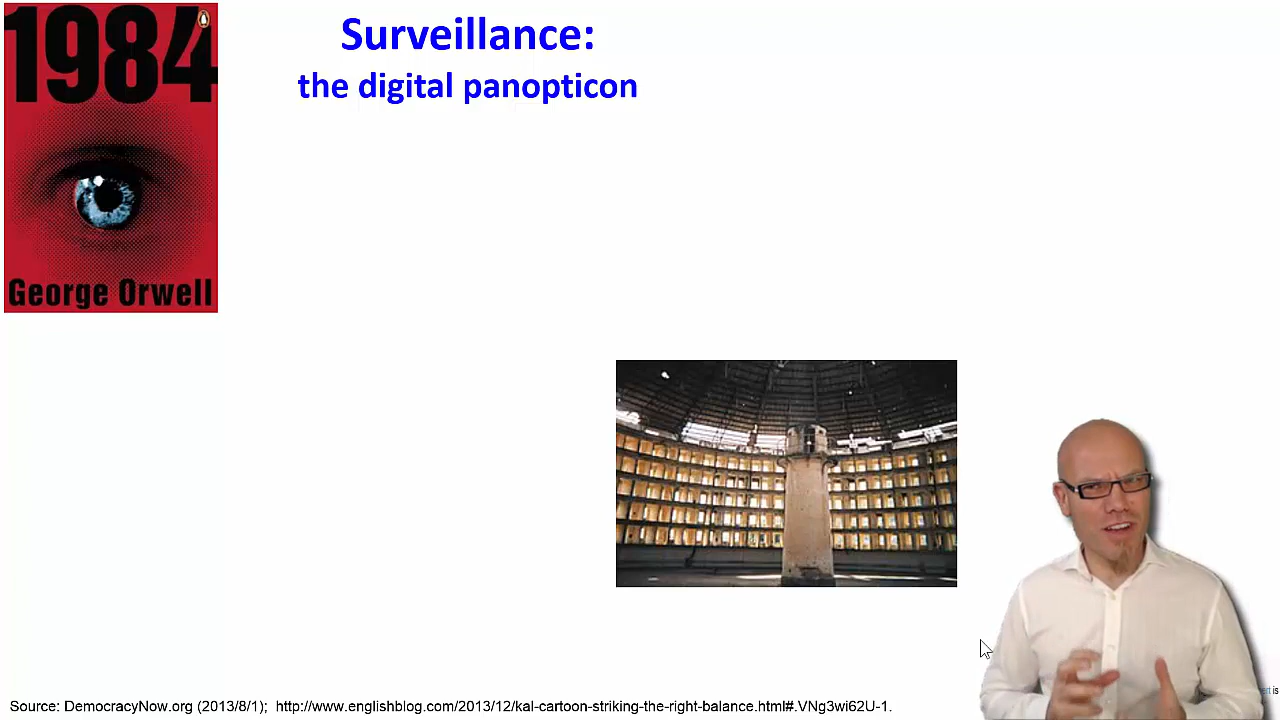 1984
George Orwell
Surveillance:
the digital panopticon
Source: DemocracyNow.org (2013/8/1); http://www.englishblog.com/2013/12/kal-cartoon-striking-the-right-balance.html#.VNg3wi62U-1.
is